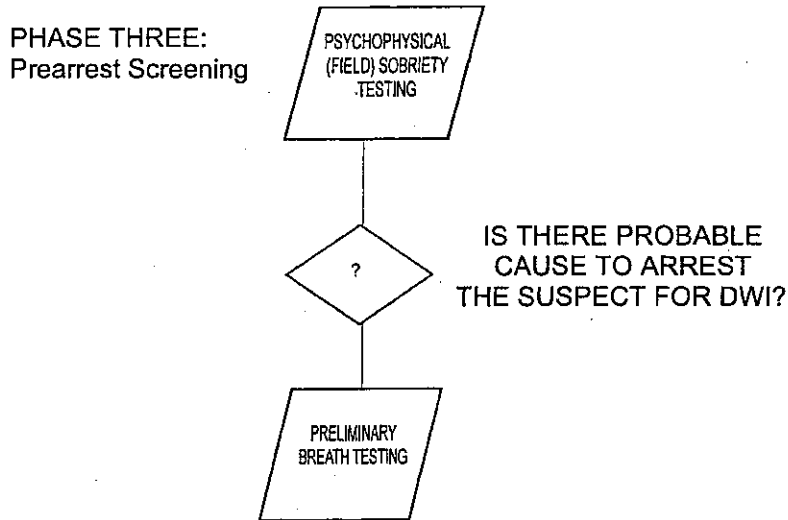 PHASE THREE:
Prearrest Screening
PSYCHOPHYSICAL
(FIELD) SOBRIETY
TESTING
?
IS THERE PROBABLE
CAUSE TO ARREST
THE SUSPECT FOR DWI?
PRELIMINARY
BREATH TESTING